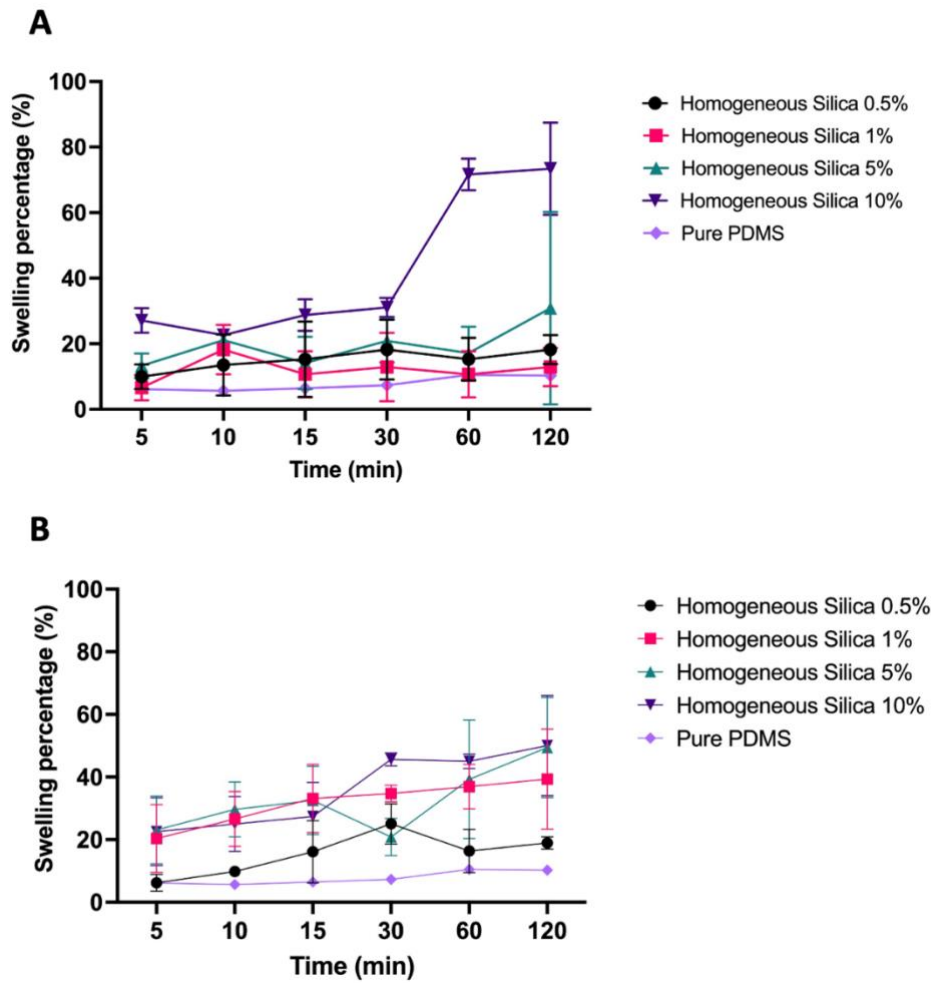 A
Swelling percentage (%)
100
80
60
40
20
0
5 10 15 30 60 120
Time (min)
Homogeneous Silica 0.5%
Homogeneous Silica 1%
Homogeneous Silica 5%
Homogeneous Silica 10%
Pure PDMS
B
Swelling percentage (%)
100
80
60
40
20
0
5 10 15 30 60 120
Time (min)
Homogeneous Silica 0.5%
Homogeneous Silica 1%
Homogeneous Silica 5%
Homogeneous Silica 10%
Pure PDMS